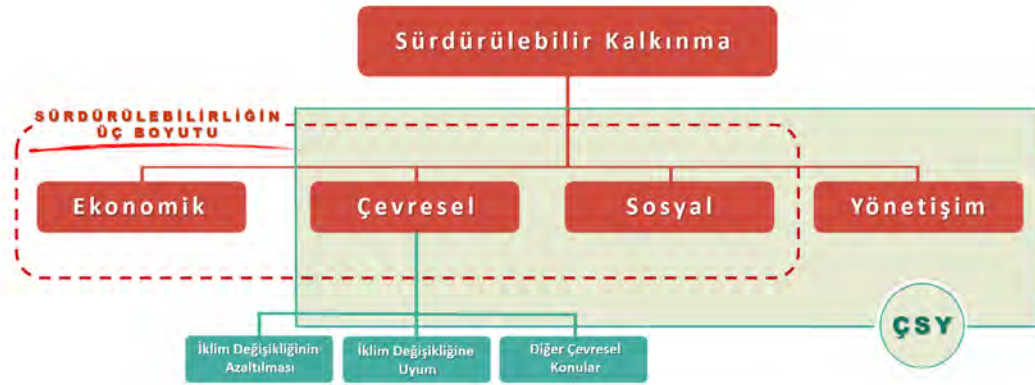 Sürdürülebilir Kalkınma
SÜRDÜRÜLEBİLİRLİĞİN
ÜÇ BOYUTU
Ekonomik
Çevresel
Sosyal
Yönetişim
ÇSY
İklim Değişikliğinin
Azaltılması
İklim Değişikliğine
Uyum
Diğer Çevresel
Konular